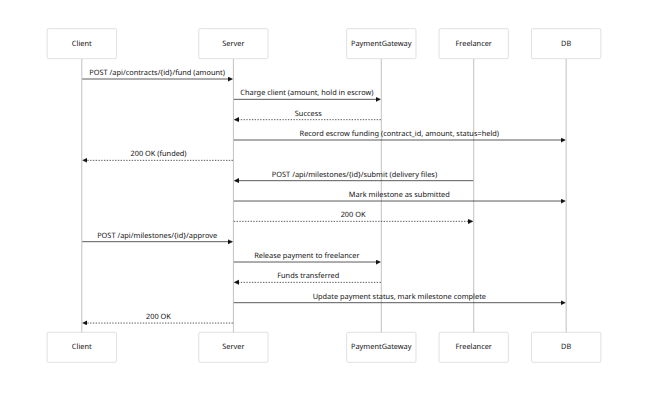 Client
Server
PaymentGateway
Freelancer
DB
POST /api/contracts/{id}/fund (amount)
Charge client (amount, hold in escrow)
Success
Record escrow funding (contract_id, amount, status=held)
200 OK (funded)
POST /api/milestones/{id}/submit (delivery files)
Mark milestone as submitted
200 OK
POST /api/milestones/{id}/approve
Release payment to freelancer
Funds transferred
Update payment status, mark milestone complete
200 OK
Client
Server
PaymentGateway
Freelancer
DB